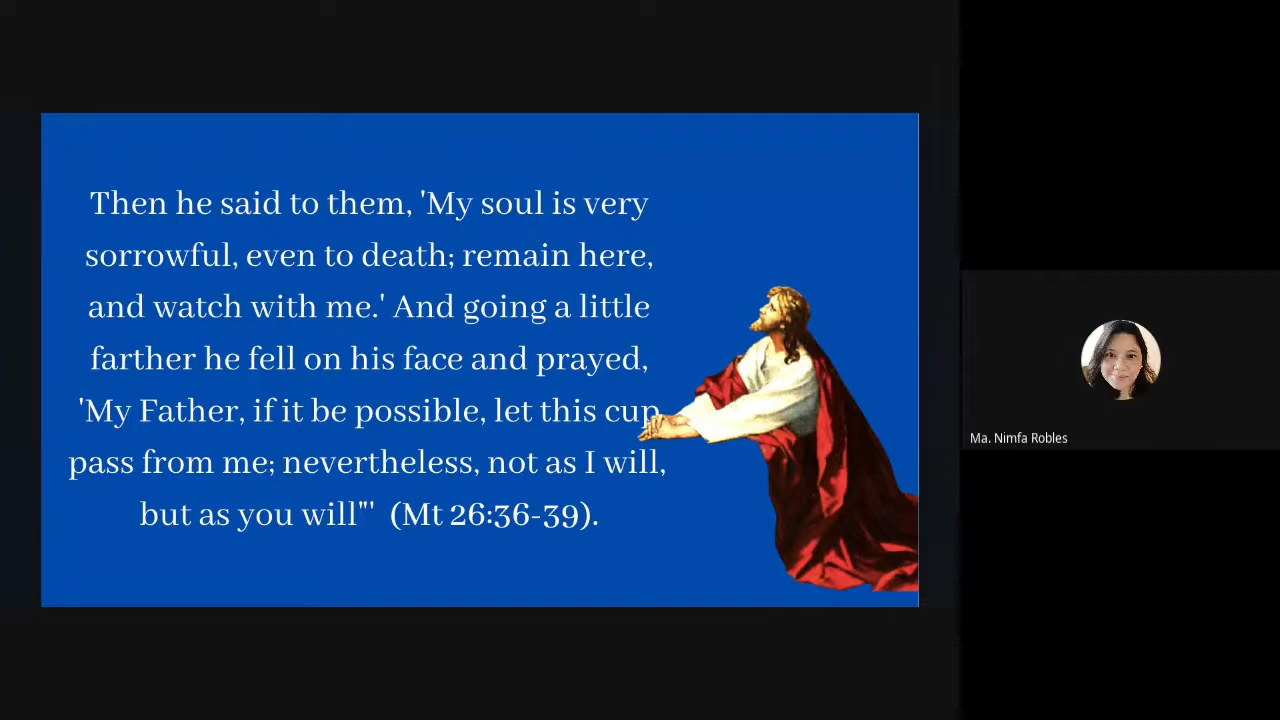 Then he said to them, 'My soul is very
sorrowful, even to death; remain here,
and watch with me.' And going a little
farther he fell on his face and prayed,
'My Father, if it be possible, let this cup
pass from me; nevertheless, not as I will,
but as you will"' (Mt 26:36-39).
Ma. Nimfa Robles